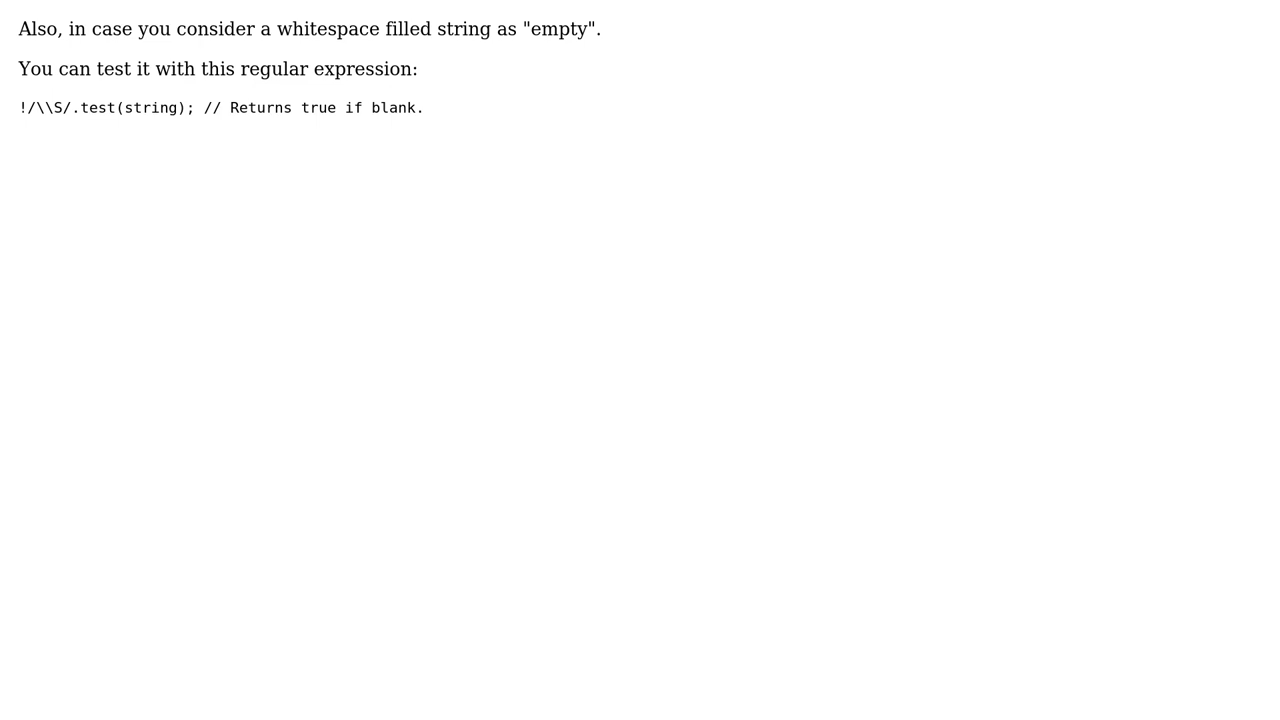 Also, in case you consider a whitespace filled string as "empty".
You can test it with this regular expression:
!/\\S/.test(string); // Returns true if blank.